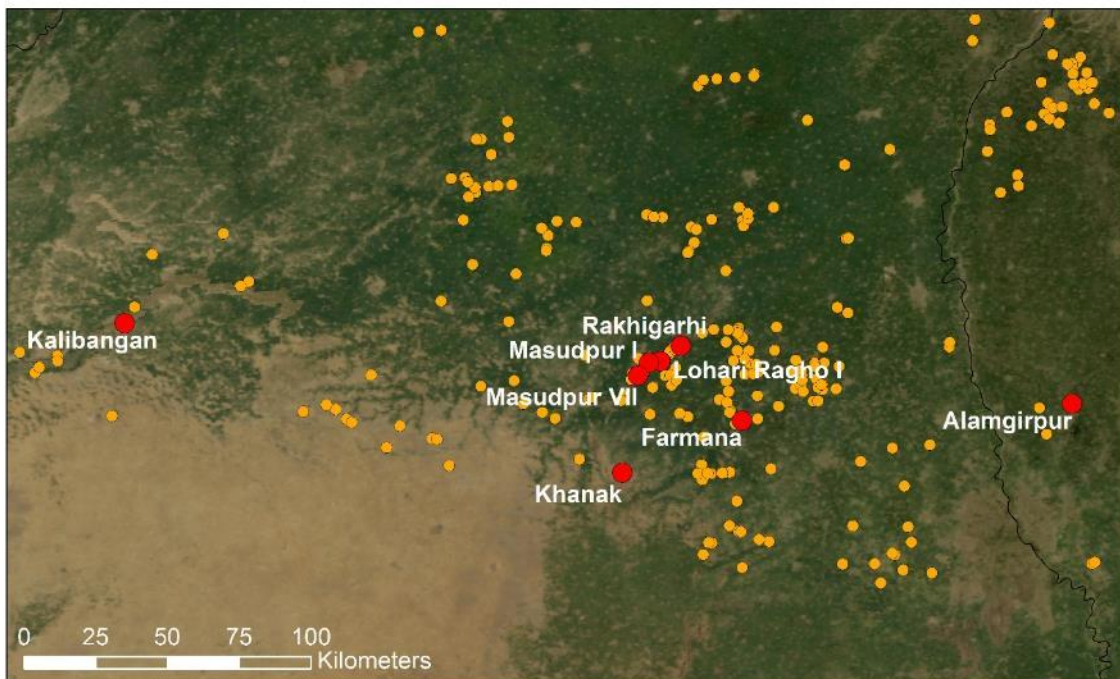 Rakhigarhi
Kalibangan
Masudpur I
Lohari Ragho I
Masudpur VII
Alamgirpur
Farmana
Khanak
0 25 50 75 100
Kilometers